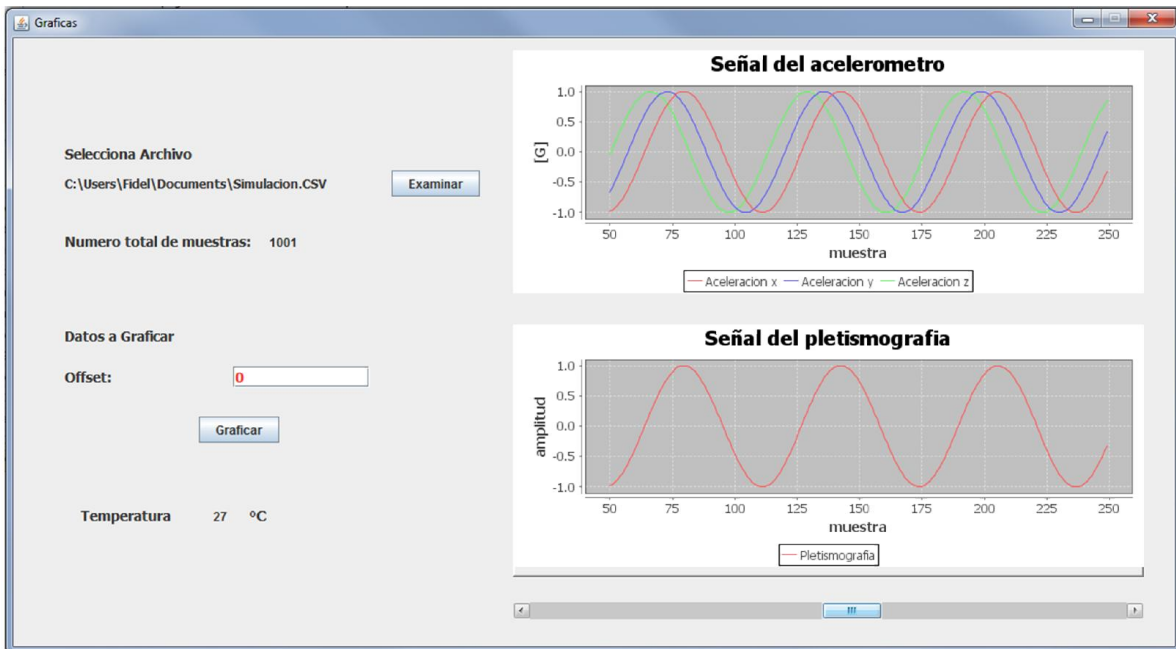 Graficas
Selecciona Archivo
C:\Users\Fidel\Documents\Simulacion.CSV
Examinar
Numero total de muestras: 1001
Datos a Graficar
Offset: 0
Graficar
Temperatura 27 ºC
Señal del acelerometro
[G]
1.0
0.5
0.0
-0.5
-1.0
50 75 100 125 150 175 200 225 250
muestra
Aceleracion x Aceleracion y Aceleracion z
Señal del pletismografia
amplitud
1.0
0.5
0.0
-0.5
-1.0
50 75 100 125 150 175 200 225 250
muestra
Pletismografia